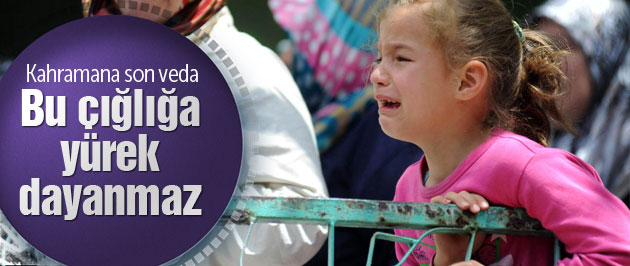 Kahramana son veda
Bu çığlığa
yürek
dayanmaz